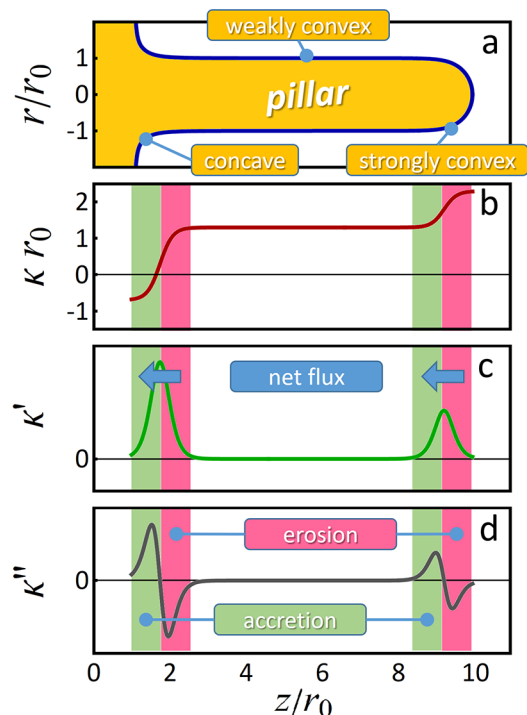 weakly convex
a
r/r₀
1
0
-1
pillar
concave
strongly convex
b
κ r₀
2
1
0
-1
c
net flux
κ'
0
d
erosion
κ''
0
accretion
0 2 4 6 8 10
z/r₀